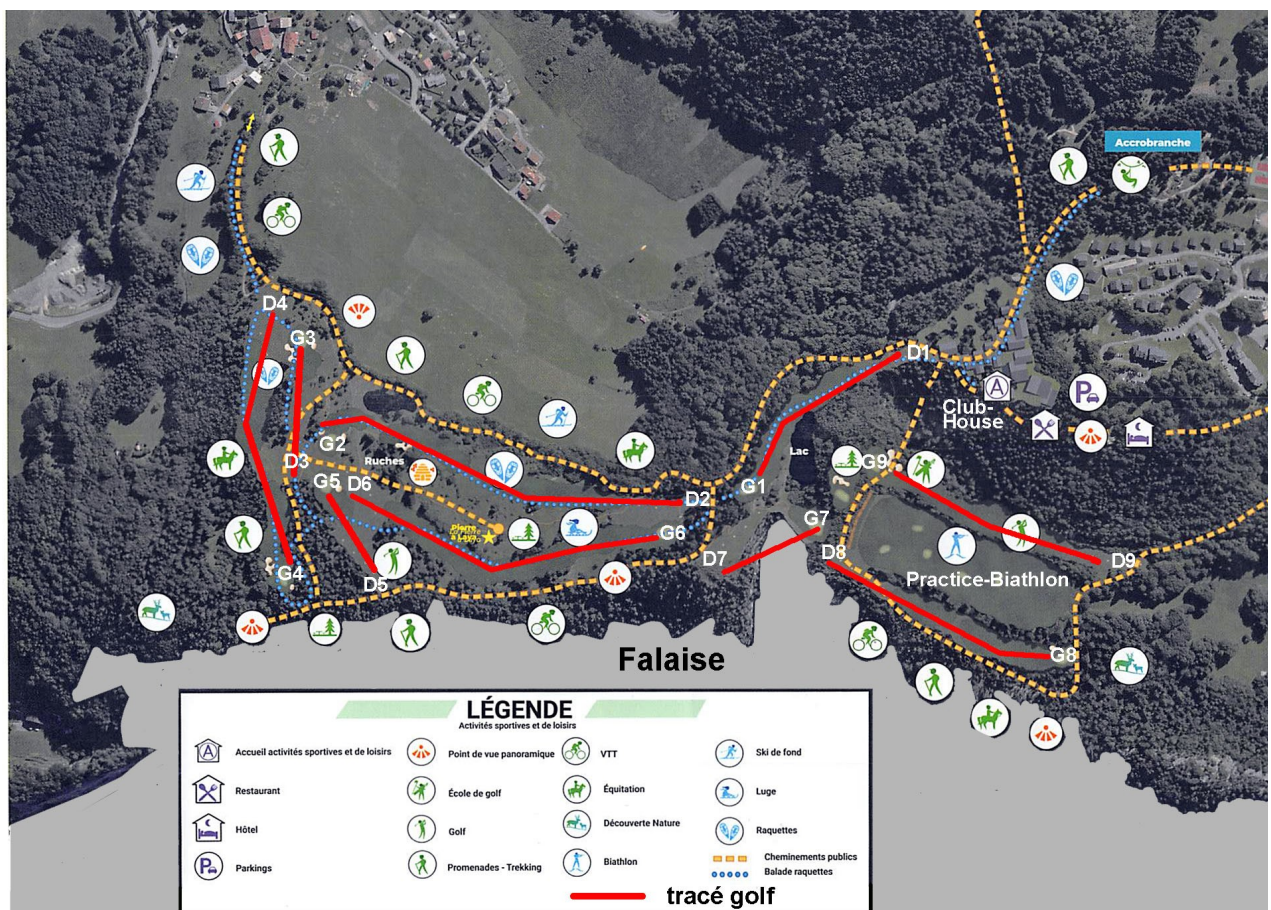 Accrobranche
D4
G3
D1
Club-
House
G2
D3
Ruches
Lac
G9
G1
G5 D6
D2
Pierre
G6
G7
D7
D8
D9
G4
D5
Practice-Biathlon
G8
Falaise
LÉGENDE
Activités sportives et de loisirs
A Accueil activités sportives et de loisirs
Restaurant
Hôtel
P Parkings
Point de vue panoramique
École de golf
Golf
Promenades - Trekking
VTT
Équitation
Découverte Nature
Biathlon
Ski de fond
Luge
Raquettes
Cheminements publics
Balade raquettes
tracé golf